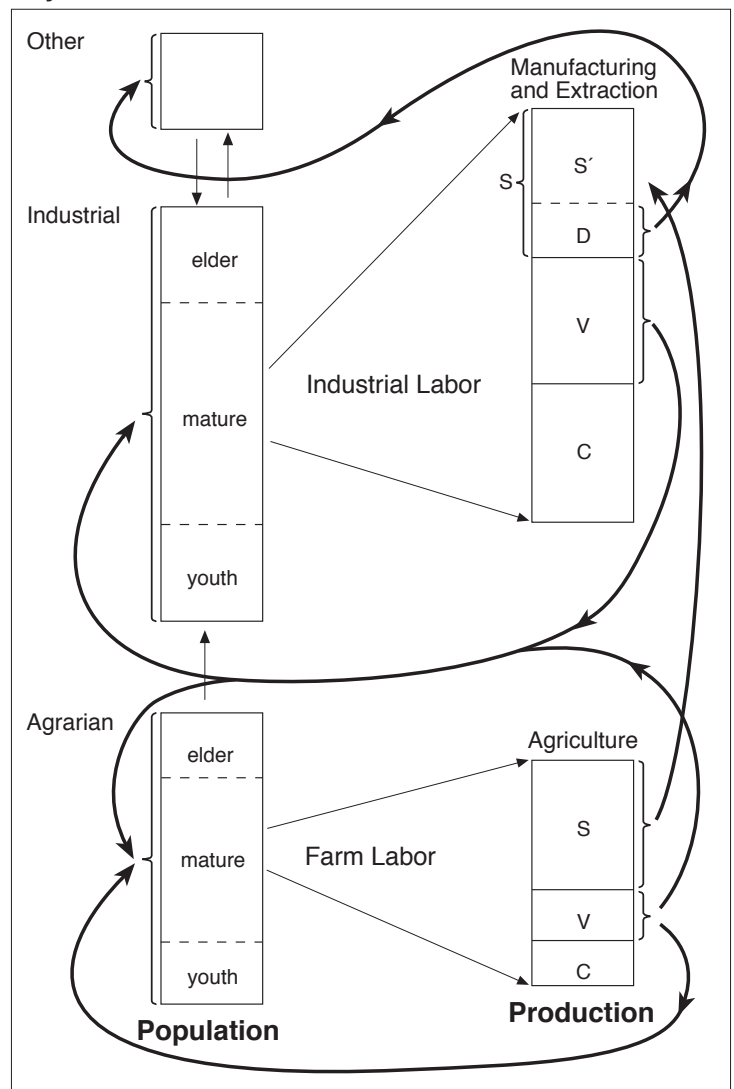 Other
Manufacturing
and Extraction
S
S´
D
V
C
Industrial
elder
mature
youth
Industrial Labor
Agrarian
elder
mature
youth
Farm Labor
Agriculture
S
V
C
Population
Production